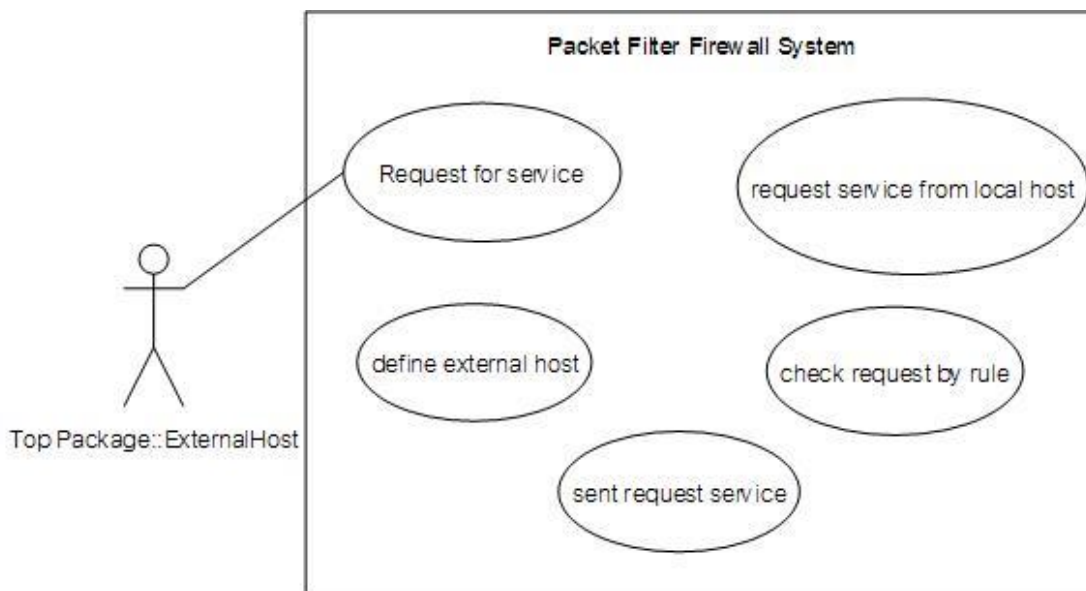 Packet Filter Firewall System
Request for service
request service from local host
define external host
check request by rule
Top Package::ExternalHost
sent request service